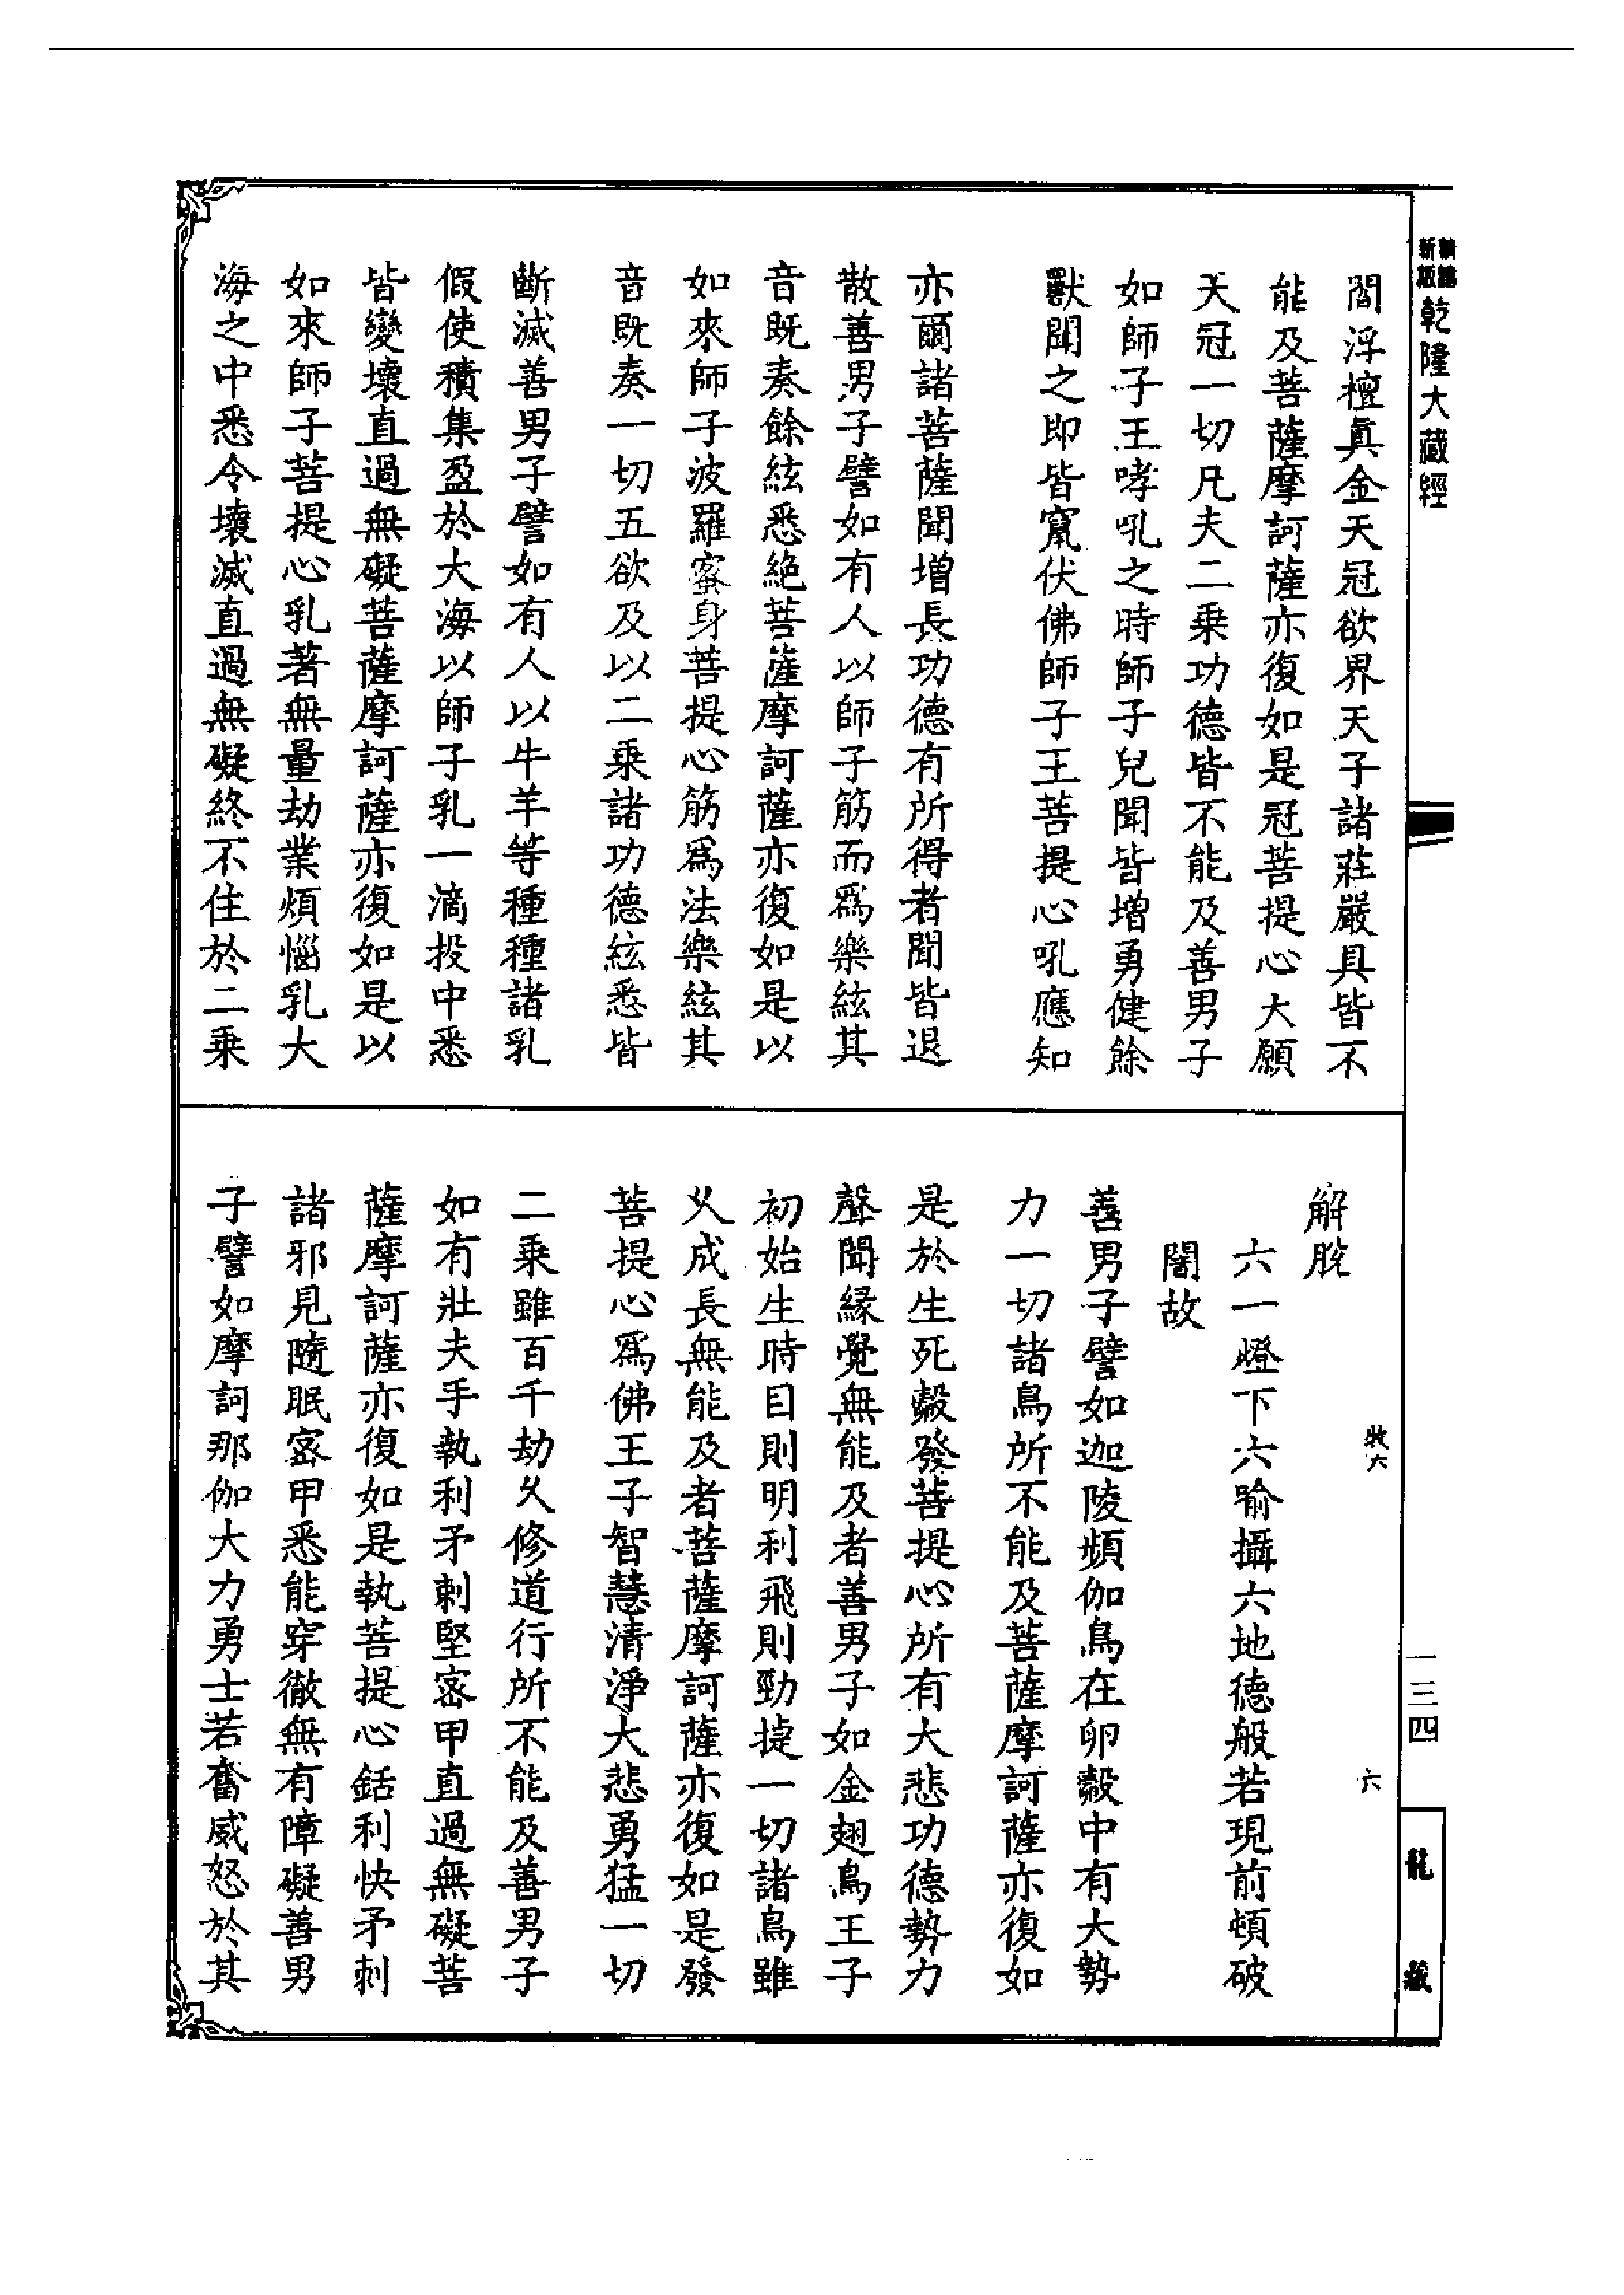 新版
乾隆大藏經
閻浮檀真金天冠欲界天子諸莊嚴具皆不
能及菩薩摩訶薩亦復如是冠菩提心大願
天冠一切凡夫二乘功德皆不能及善男子
如師子王哮吼之時師子兒聞皆增勇健餘
獸聞之即皆竄伏佛師子王菩提心吼應知
亦爾諸菩薩聞增長功德有所得者聞皆退
散善男子譬如有人以師子筋而為樂絃其
音既奏餘絃悉絶菩薩摩訶薩亦復如是以
如來師子波羅蜜身菩提心筋為法樂絃其
音既奏一切五欲及以二乘諸功德絃悉皆
斷滅善男子譬如有人以牛羊等種種諸乳
假使積集盈於大海以師子乳一滴投中悉
皆變壞直過無礙菩薩摩訶薩亦復如是以
如來師子菩提心乳著無量劫業煩惱乳大
海之中悉令壞滅直過無礙終不住於二乘
解脫
六一燈下六喻攝六地德般若現前頓破
闇故
善男子譬如迦陵頻伽鳥在卵㲉中有大勢
力一切諸鳥所不能及菩薩摩訶薩亦復如
是於生死㲉發菩提心所有大悲功德勢力
聲聞緣覺無能及者善男子如金翅鳥王子
初始生時目則明利飛則勁捷一切諸鳥雖
乆成長無能及者菩薩摩訶薩亦復如是發
菩提心為佛王子智慧清淨大悲勇猛一切
二乘雖百千劫乆修道行所不能及善男子
如有壯夫手執利矛刺堅密甲直過無礙菩
薩摩訶薩亦復如是執菩提心銛利快矛刺
諸邪見隨眠密甲悉能穿徹無有障礙善男
子譬如摩訶那伽大力勇士若奮威怒於其
牧六
六
一三四
龍藏